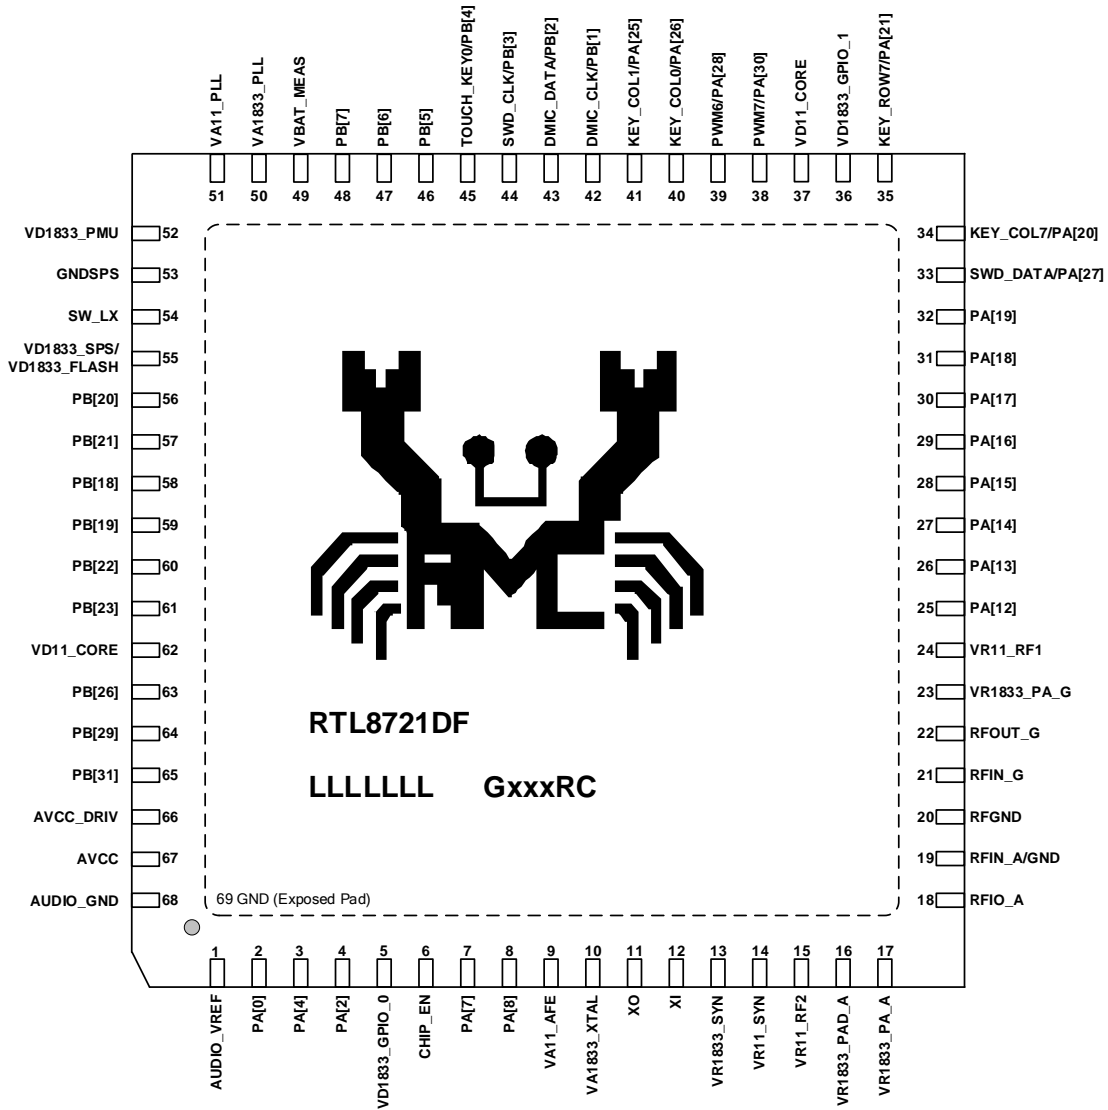 VA11_PLL
VA1833_PLL
VBAT_MEAS
PB[7]
PB[6]
PB[5]
TOUCH_KEY0/PB[4]
SWD_CLK/PB[3]
DMIC_DATA/PB[2]
DMIC_CLK/PB[1]
KEY_COL1/PA[25]
KEY_COL0/PA[26]
PWM6/PA[28]
PWM7/PA[30]
VD11_CORE
VD1833_GPIO_1
KEY_ROW7/PA[21]
51 50 49 48 47 46 45 44 43 42 41 40 39 38 37 36 35
VD1833_PMU 52
GNDSPS 53
SW_LX 54
VD1833_SPS/
VD1833_FLASH 55
PB[20] 56
PB[21] 57
PB[18] 58
PB[19] 59
PB[22] 60
PB[23] 61
VD11_CORE 62
PB[26] 63
PB[29] 64
PB[31] 65
AVCC_DRIV 66
AVCC 67
AUDIO_GND 68
34 KEY_COL7/PA[20]
33 SWD_DATA/PA[27]
32 PA[19]
31 PA[18]
30 PA[17]
29 PA[16]
28 PA[15]
27 PA[14]
26 PA[13]
25 PA[12]
24 VR11_RF1
23 VR1833_PA_G
22 RFOUT_G
21 RFIN_G
20 RFGND
19 RFIN_A/GND
18 RFIO_A
RTL8721DF
LLLLLLL GxxxRC
69 GND (Exposed Pad)
1 2 3 4 5 6 7 8 9 10 11 12 13 14 15 16 17
AUDIO_VREF
PA[0]
PA[4]
PA[2]
VD1833_GPIO_0
CHIP_EN
PA[7]
PA[8]
VA11_AFE
VA1833_XTAL
XO
XI
VR1833_SYN
VR11_SYN
VR11_RF2
VR1833_PAD_A
VR1833_PA_A